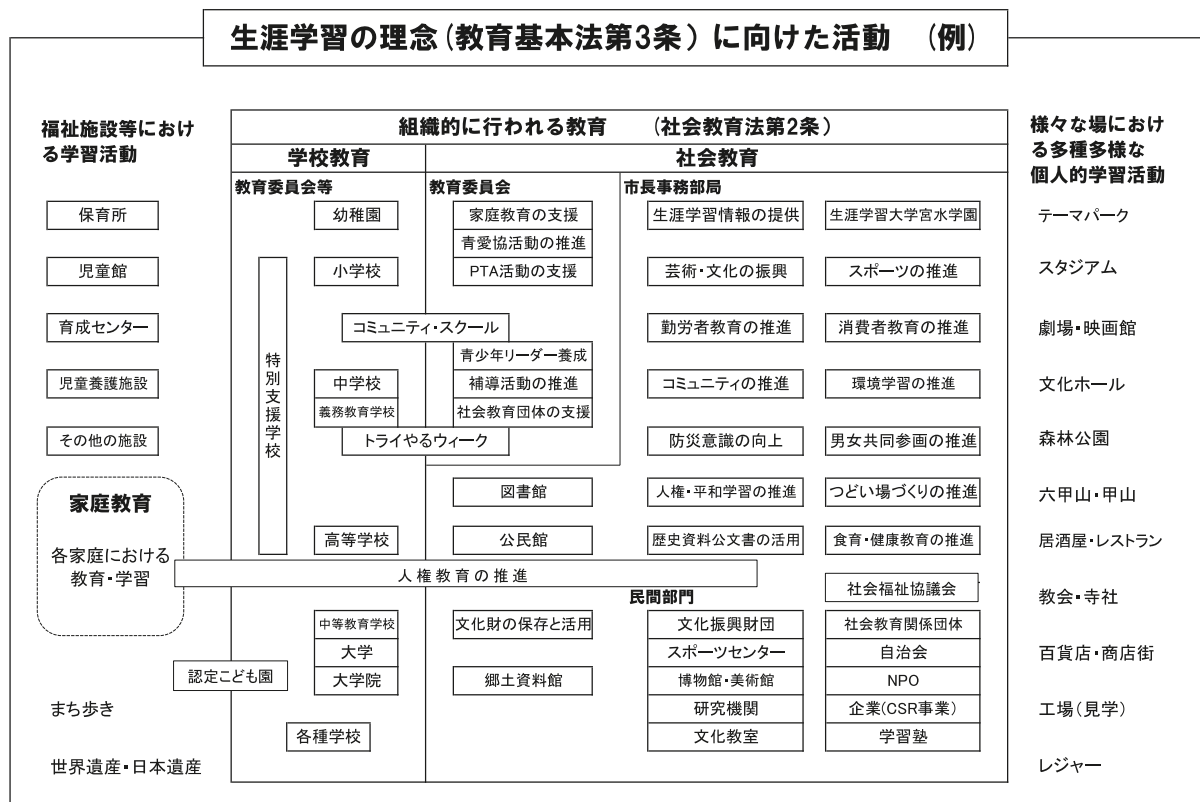 生涯学習の理念(教育基本法第3条)に向けた活動　(例)
福祉施設等におけ
る学習活動
保育所
児童館
育成センター
児童養護施設
その他の施設
家庭教育
各家庭における
教育・学習
まち歩き
世界遺産・日本遺産
組織的に行われる教育　　(社会教育法第2条)
学校教育
教育委員会等
幼稚園
小学校
特別支援学校
コミュニティ・スクール
中学校
義務教育学校
トライやるウィーク
高等学校
人権教育の推進
中等教育学校
大学
認定こども園
大学院
各種学校
社会教育
教育委員会
家庭教育の支援
青愛協活動の推進
PTA活動の支援
青少年リーダー養成
補導活動の推進
社会教育団体の支援
図書館
公民館
文化財の保存と活用
郷土資料館
市長事務部局
生涯学習情報の提供
芸術・文化の振興
勤労者教育の推進
コミュニティの推進
防災意識の向上
人権・平和学習の推進
歴史資料公文書の活用
生涯学習大学宮水学園
スポーツの推進
消費者教育の推進
環境学習の推進
男女共同参画の推進
つどい場づくりの推進
食育・健康教育の推進
社会福祉協議会
民間部門
文化振興財団
スポーツセンター
博物館・美術館
研究機関
文化教室
社会教育関係団体
自治会
NPO
企業(CSR事業)
学習塾
様々な場におけ
る多種多様な
個人的学習活動
テーマパーク
スタジアム
劇場・映画館
文化ホール
森林公園
六甲山・甲山
居酒屋・レストラン
教会・寺社
百貨店・商店街
工場(見学)
レジャー